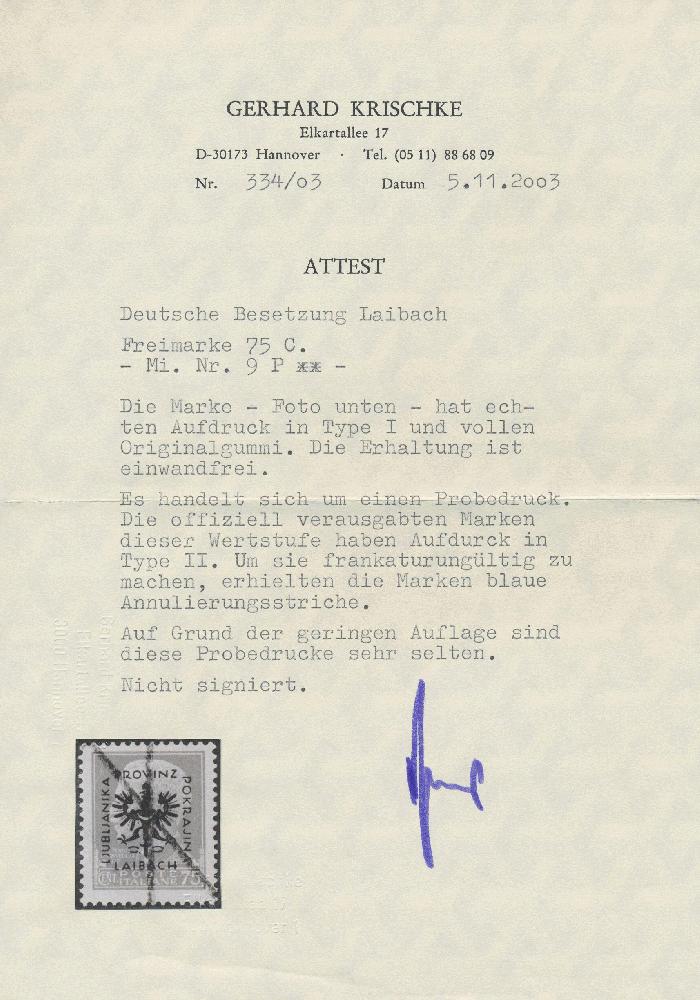 GERHARD KRISCHKE
Elkartallee 17
D-30173 Hannover · Tel. (05 11) 88 68 09
Nr. 334/03 Datum 5.11.2003
ATTEST
Deutsche Besetzung Laibach
Freimarke 75 C.
- Mi. Nr. 9 P ** -
Die Marke - Foto unten - hat ech-
ten Aufdruck in Type I und vollen
Originalgummi. Die Erhaltung ist
einwandfrei.
Es handelt sich um einen Probedruck.
Die offiziell verausgabten Marken
dieser Wertstufe haben Aufdurck in
Type II. Um sie frankaturungültig zu
machen, erhielten die Marken blaue
Annulierungsstriche.
Auf Grund der geringen Auflage sind
diese Probedrucke sehr selten.
Nicht signiert.
PROVINZ
LJUBLJANSKA
POKRAJINA
LAIBACH
POSTE
ITALIANE 75